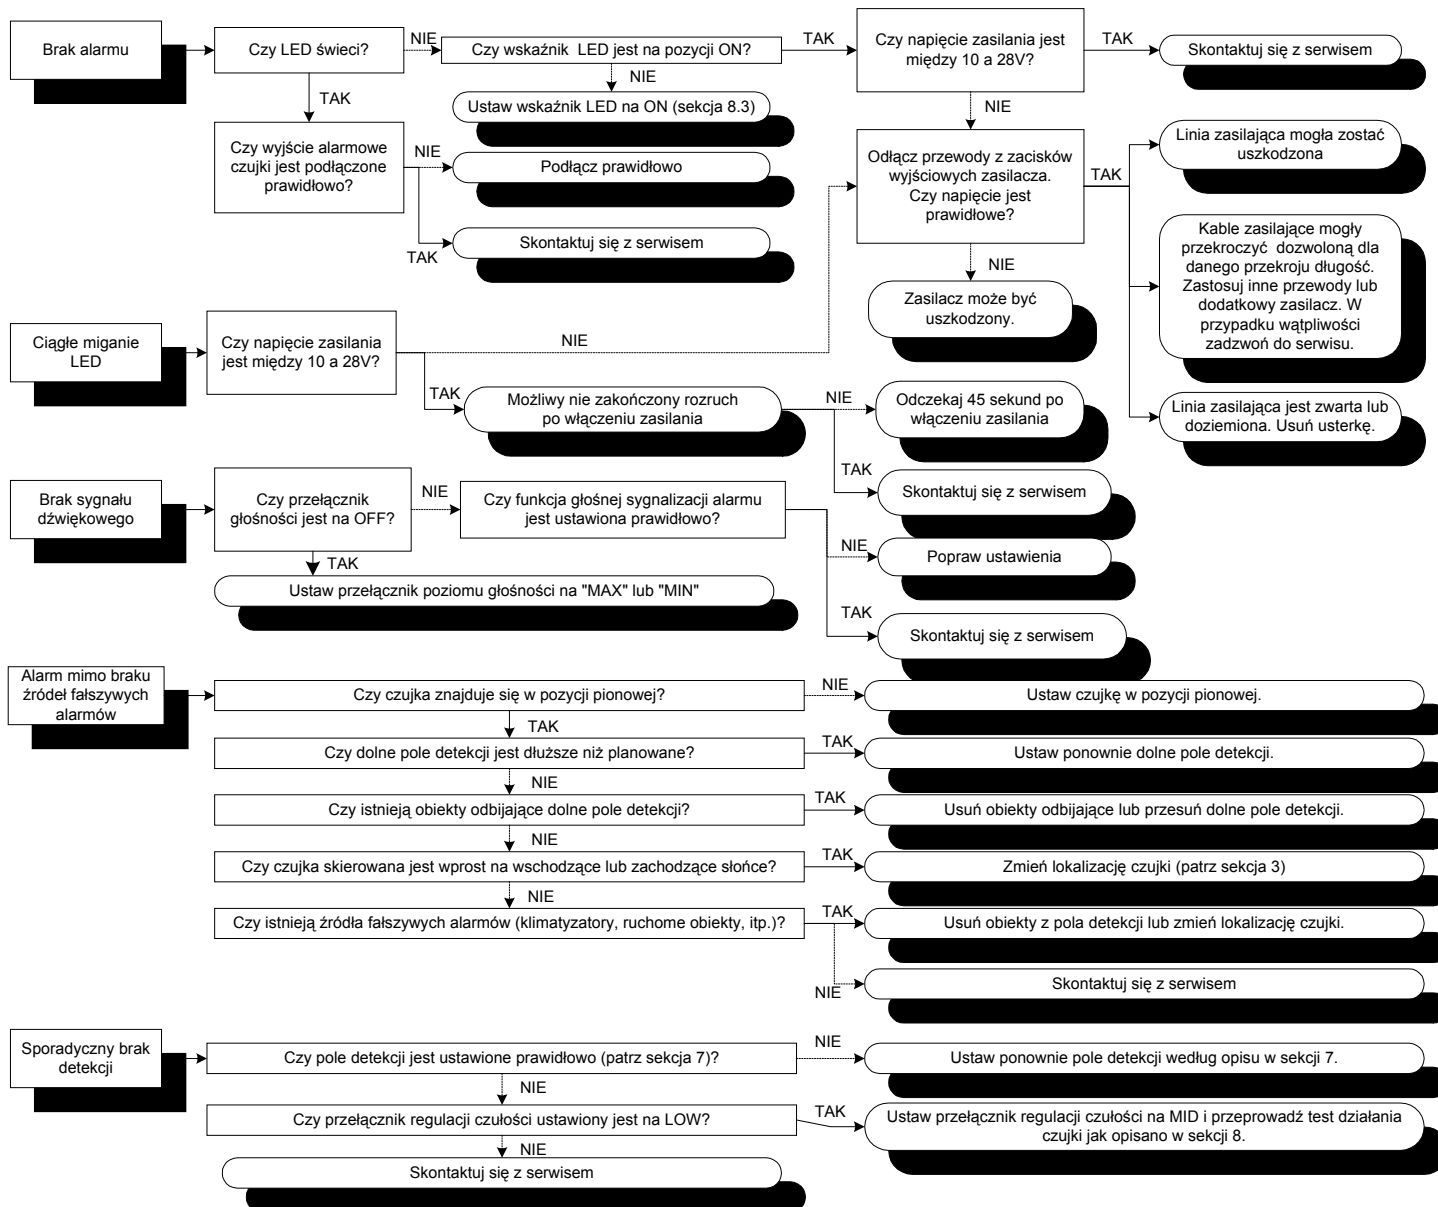 Brak alarmu
Czy LED świeci?
NIE
Czy wskaźnik  LED jest na pozycji ON?
TAK
Czy napięcie zasilania jest
między 10 a 28V?
TAK
Skontaktuj się z serwisem
TAK
NIE
Ustaw wskaźnik LED na ON (sekcja 8.3)
NIE
Czy wyjście alarmowe
czujki jest podłączone
prawidłowo?
NIE
Podłącz prawidłowo
TAK
Skontaktuj się z serwisem
Odłącz przewody z zacisków
wyjściowych zasilacza.
Czy napięcie jest
prawidłowe?
TAK
Linia zasilająca mogła zostać
uszkodzona
Kable zasilające mogły
przekroczyć  dozwoloną dla
danego przekroju długość.
Zastosuj inne przewody lub
dodatkowy zasilacz. W
przypadku wątpliwości
zadzwoń do serwisu.
Linia zasilająca jest zwarta lub
doziemiona. Usuń usterkę.
NIE
Zasilacz może być
uszkodzony.
Ciągłe miganie
LED
Czy napięcie zasilania
jest między 10 a 28V?
NIE
TAK
Możliwy nie zakończony rozruch
po włączeniu zasilania
NIE
Odczekaj 45 sekund po
włączeniu zasilania
TAK
Skontaktuj się z serwisem
Brak sygnału
dźwiękowego
Czy przełącznik
głośności jest na OFF?
NIE
Czy funkcja głośnej sygnalizacji alarmu
jest ustawiona prawidłowo?
NIE
Popraw ustawienia
TAK
Ustaw przełącznik poziomu głośności na "MAX" lub "MIN"
TAK
Skontaktuj się z serwisem
Alarm mimo braku
źródeł fałszywych
alarmów
Czy czujka znajduje się w pozycji pionowej?
NIE
Ustaw czujkę w pozycji pionowej.
TAK
Czy dolne pole detekcji jest dłuższe niż planowane?
TAK
Ustaw ponownie dolne pole detekcji.
NIE
Czy istnieją obiekty odbijające dolne pole detekcji?
TAK
Usuń obiekty odbijające lub przesuń dolne pole detekcji.
NIE
Czy czujka skierowana jest wprost na wschodzące lub zachodzące słońce?
TAK
Zmień lokalizację czujki (patrz sekcja 3)
NIE
Czy istnieją źródła fałszywych alarmów (klimatyzatory, ruchome obiekty, itp.)?
TAK
Usuń obiekty z pola detekcji lub zmień lokalizację czujki.
NIE
Skontaktuj się z serwisem
Sporadyczny brak
detekcji
Czy pole detekcji jest ustawione prawidłowo (patrz sekcja 7)?
NIE
Ustaw ponownie pole detekcji według opisu w sekcji 7.
NIE
Czy przełącznik regulacji czułości ustawiony jest na LOW?
TAK
Ustaw przełącznik regulacji czułości na MID i przeprowadź test działania
czujki jak opisano w sekcji 8.
NIE
Skontaktuj się z serwisem